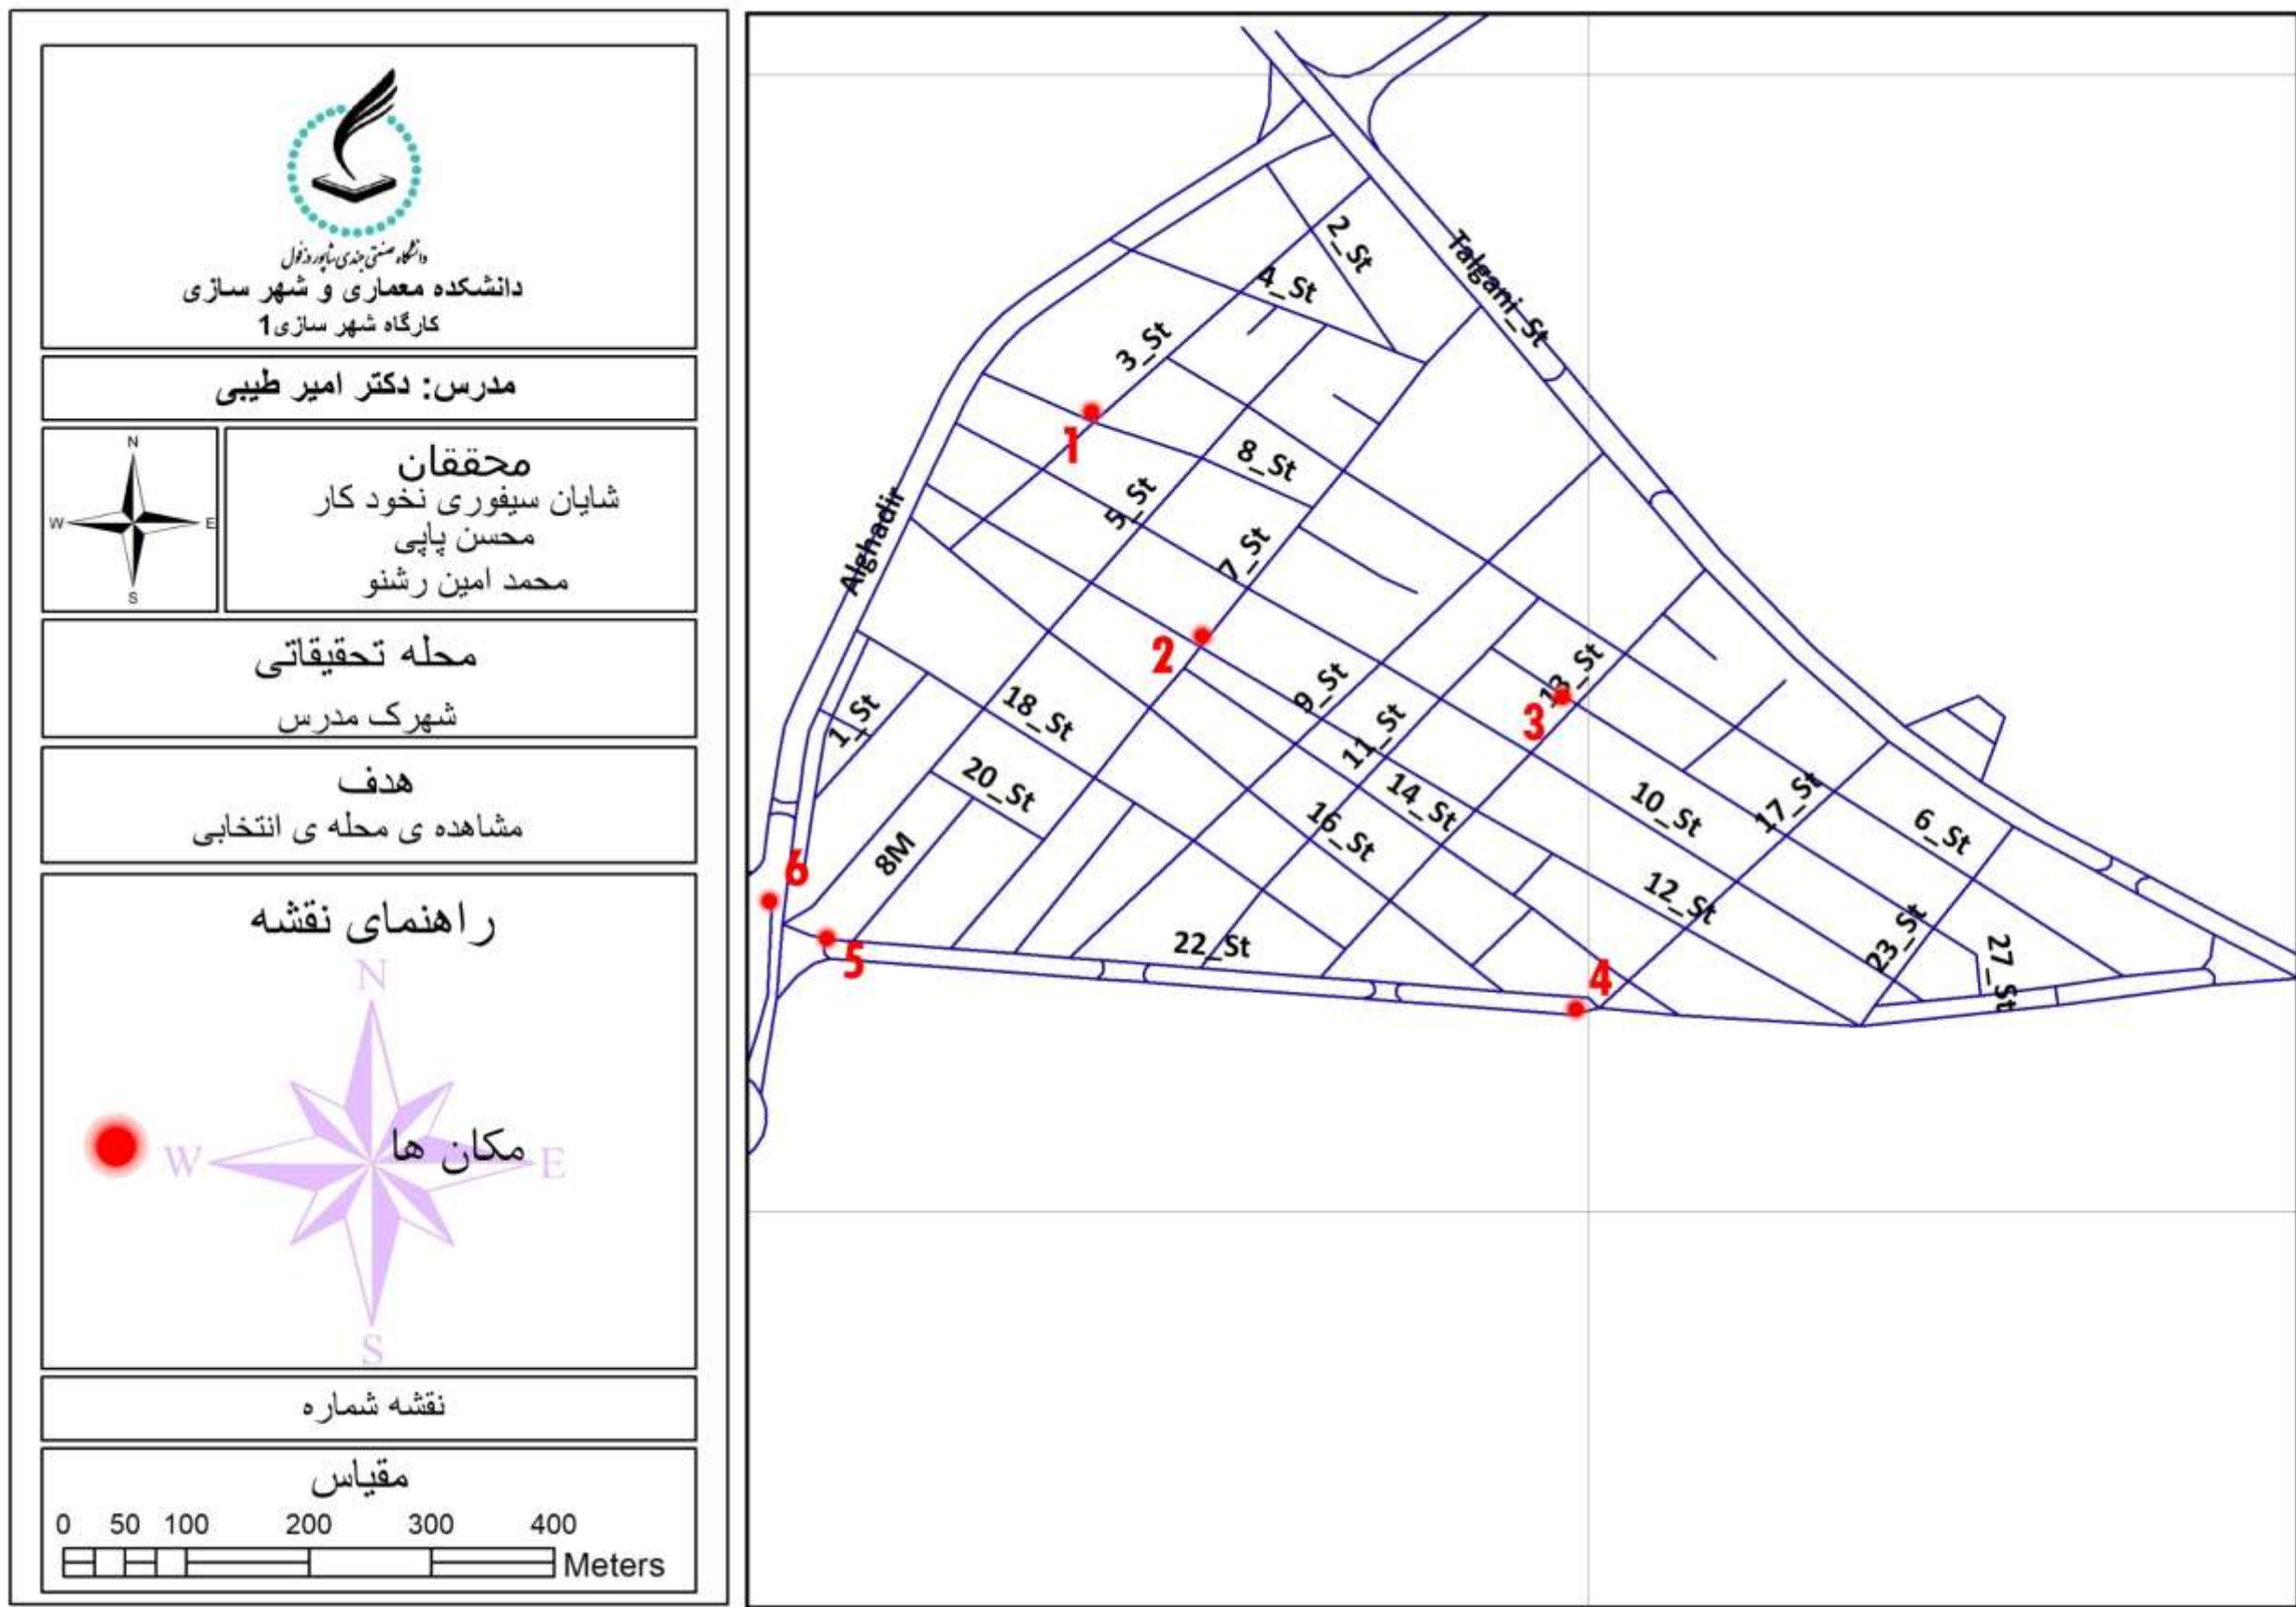 دانشگاه صنعتی جندی شاپور دزفول
دانشکده معماری و شهر سازی
کارگاه شهر سازی1
مدرس: دکتر امیر طیبی
N
W
E
S
محققان
شایان سیفوری نخود کار
محسن پاپی
محمد امین رشنو
محله تحقیقاتی
شهرک مدرس
هدف
مشاهده ی محله ی انتخابی
راهنمای نقشه
N
W
مکان ها
E
S
نقشه شماره
مقیاس
0 50 100 200 300 400
Meters
2_St
Talgani_St
4_St
3_St
1
8_St
5_St
Alghadir
7_St
2
13_St
3
9_St
18_St
1_St
11_St
20_St
14_St
10_St
17_St
16_St
6_St
8M
6
12_St
22_St
23_St
27_St
5
4